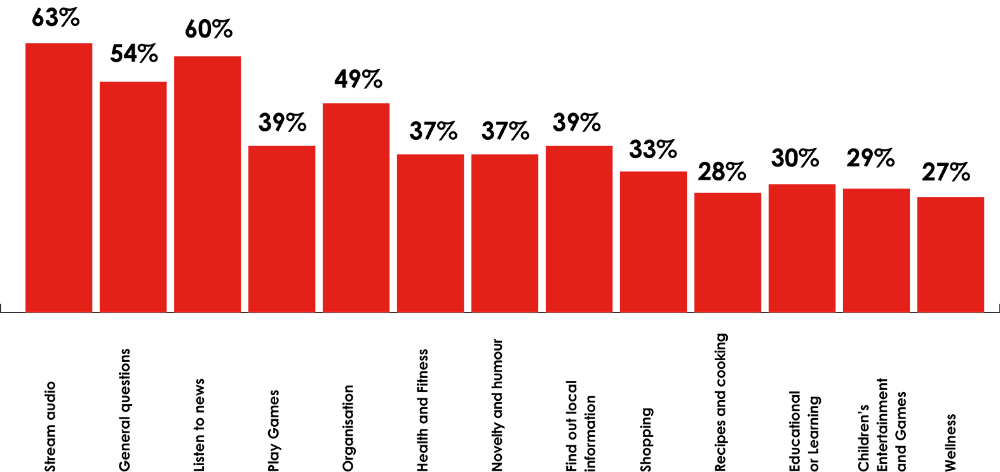 63%
54%
60%
39%
49%
37%
37%
39%
33%
28%
30%
29%
27%
Stream audio
General questions
Listen to news
Play Games
Organisation
Health and Fitness
Novelty and humour
Find out local
information
Shopping
Recipes and cooking
Educational
or Learning
Children’s
Entertainment
and Games
Wellness